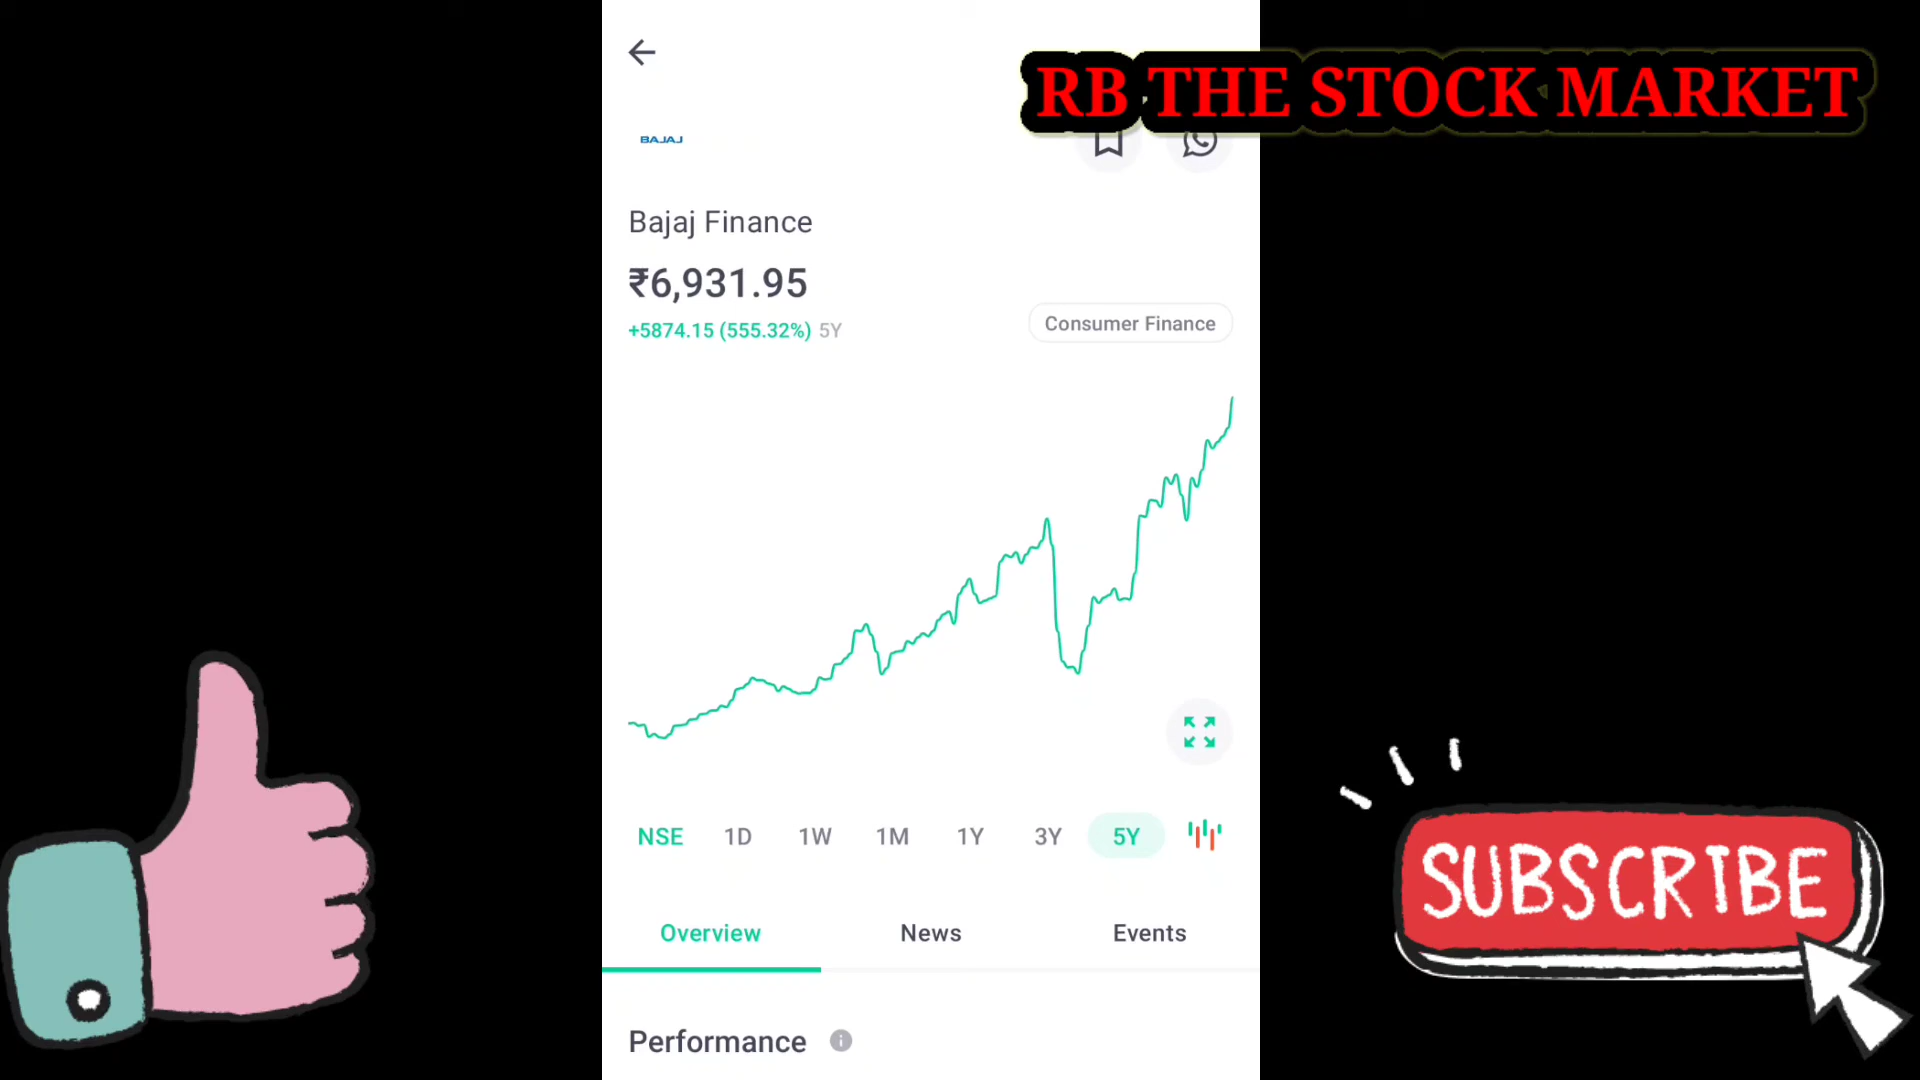 RB THE STOCK MARKET
BAJAJ
Bajaj Finance
₹6,931.95
+5874.15 (555.32%) 5Y
Consumer Finance
NSE 1D 1W 1M 1Y 3Y 5Y
Overview News Events
Performance
SUBSCRIBE